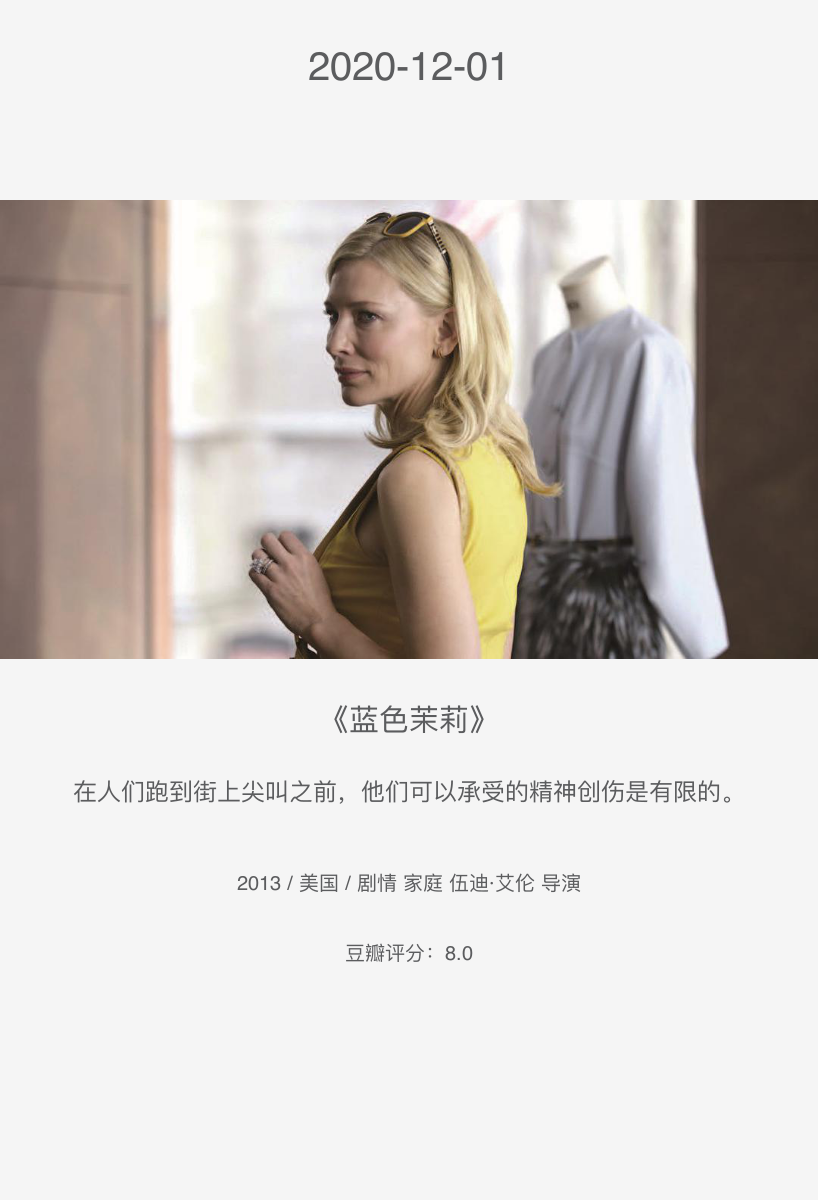 2020-12-01
《蓝色茉莉》
在人们跑到街上尖叫之前，他们可以承受的精神创伤是有限的。
2013 / 美国 / 剧情 家庭 伍迪·艾伦 导演
豆瓣评分：8.0